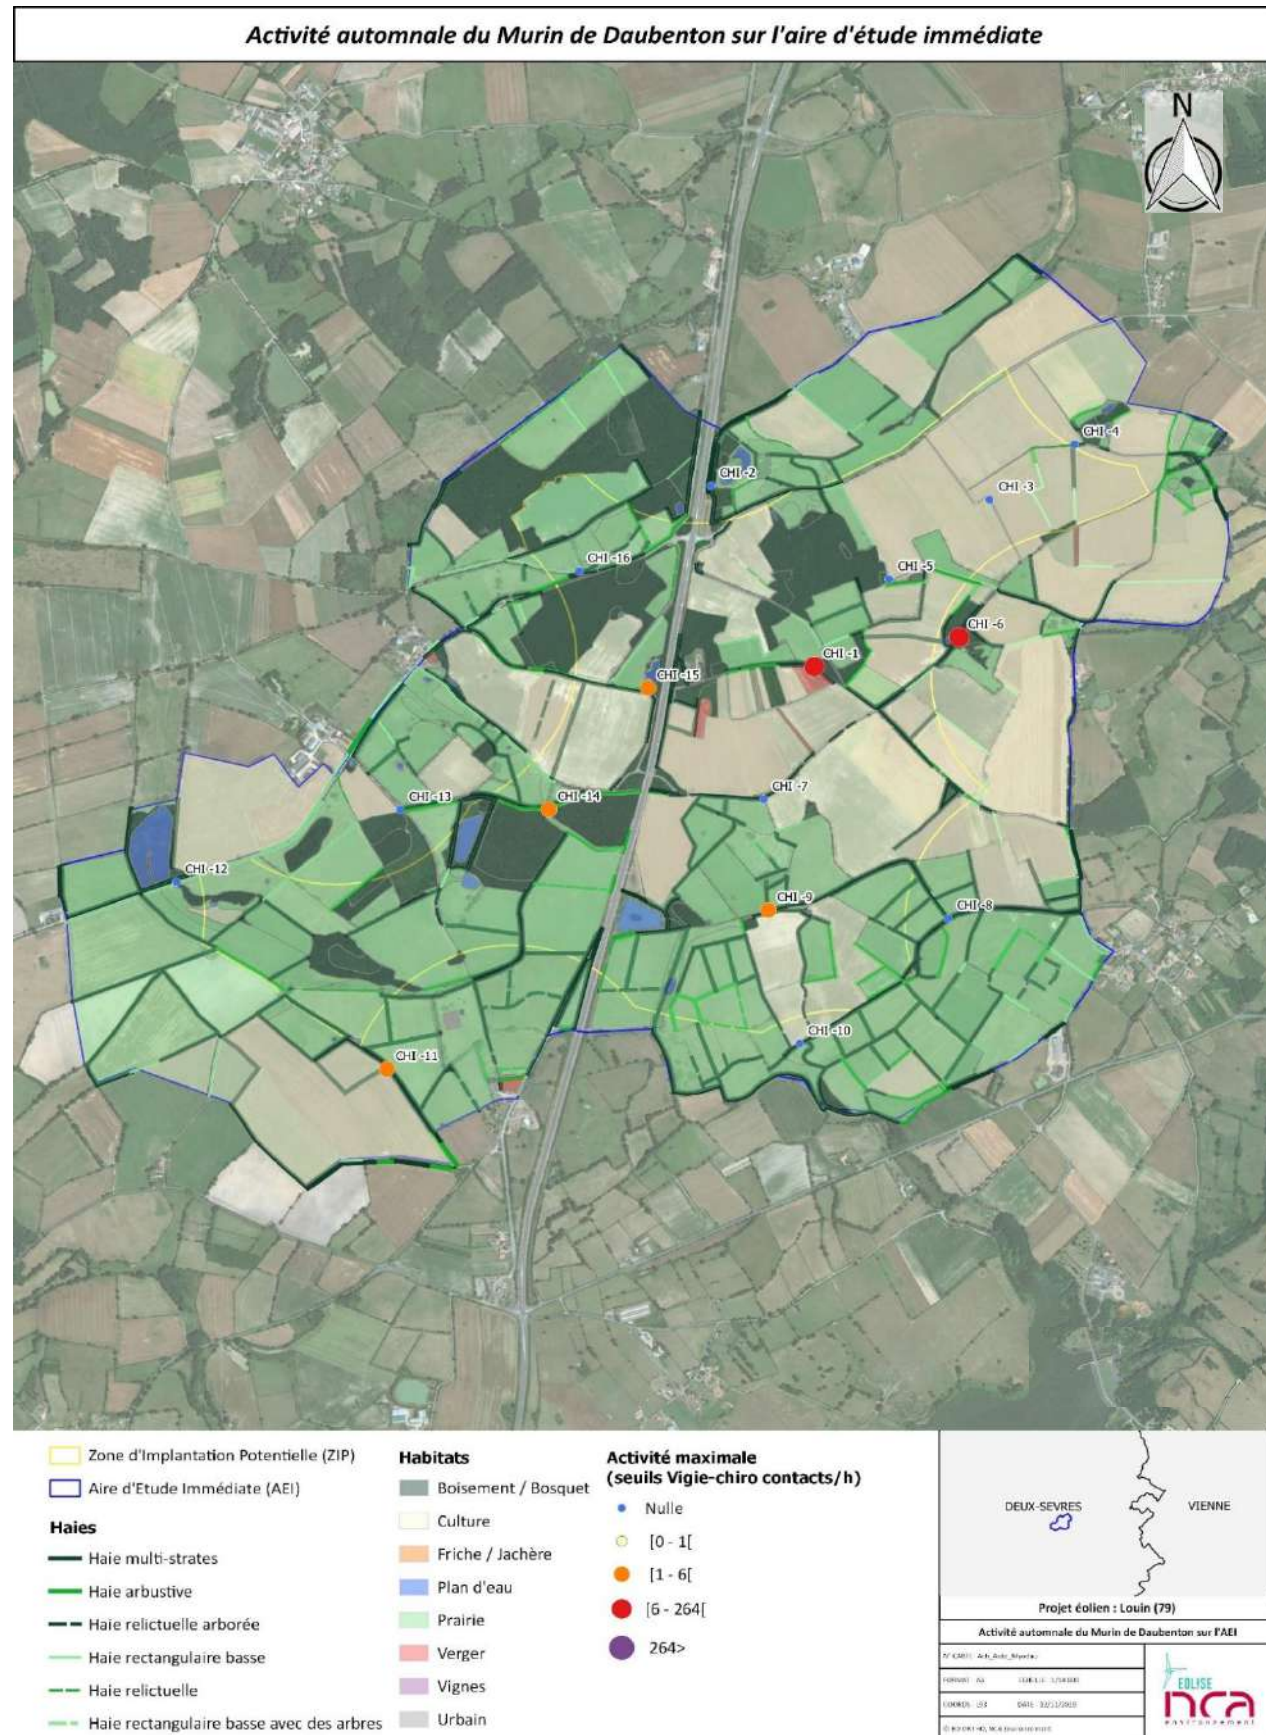 Activité automnale du Murin de Daubenton sur l'aire d'étude immédiate
N
CHI -4
CHI -2
CHI -3
CHI -16
CHI -5
CHI -6
CHI -1
CHI -15
CHI -7
CHI -13
CHI -14
CHI -12
CHI -9
CHI -8
CHI -10
CHI -11
Zone d'Implantation Potentielle (ZIP)
Aire d'Etude Immédiate (AEI)
Haies
Haie multi-strates
Haie arbustive
Haie relictuelle arborée
Haie rectangulaire basse
Haie relictuelle
Haie rectangulaire basse avec des arbres
Habitats
Boisement / Bosquet
Culture
Friche / Jachère
Plan d'eau
Prairie
Verger
Vignes
Urbain
Activité maximale
(seuils Vigie-chiro contacts/h)
Nulle
[0 - 1[
[1 - 6[
[6 - 264[
264>
DEUX-SEVRES
VIENNE
Projet éolien : Louin (79)
Activité automnale du Murin de Daubenton sur l'AEI
EOLISE
nca
environnement